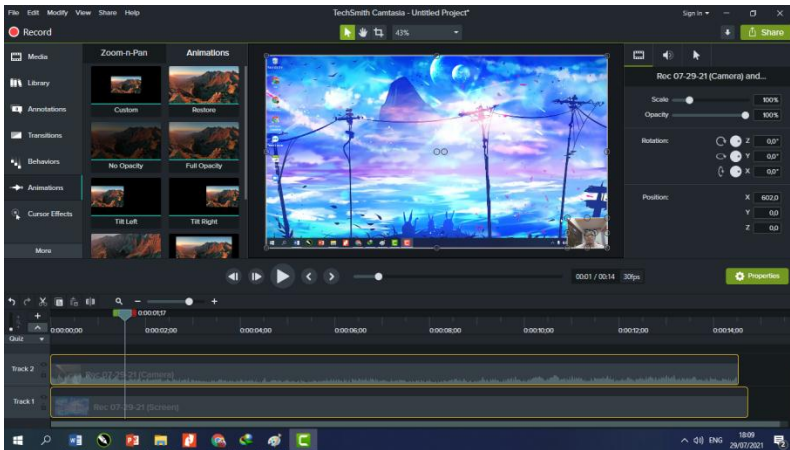 File Edit Modify View Share Help
TechSmith Camtasia - Untitled Project*
Sign In
Record
43%
Share
Media
Library
Annotations
Transitions
Behaviors
Animations
Cursor Effects
More
Zoom-n-Pan Animations
Custom Restore
No Opacity Full Opacity
Tilt Left Tilt Right
Rec 07-29-21 (Camera) and...
Scale 100%
Opacity 100%
Rotation: Z 0,0°
Y 0,0°
X 0,0°
Position: X 602,0
Y 0,0
Z 0,0
00:01 / 00:14 30fps
Properties
0:00:01;17
0:00:00;00 0:00:02;00 0:00:04;00 0:00:06;00 0:00:08;00 0:00:10;00 0:00:12;00 0:00:14;00
Quiz
Track 2
Rec 07-29-21 (Camera)
Track 1
Rec 07-29-21 (Screen)
ENG
18:09
29/07/2021